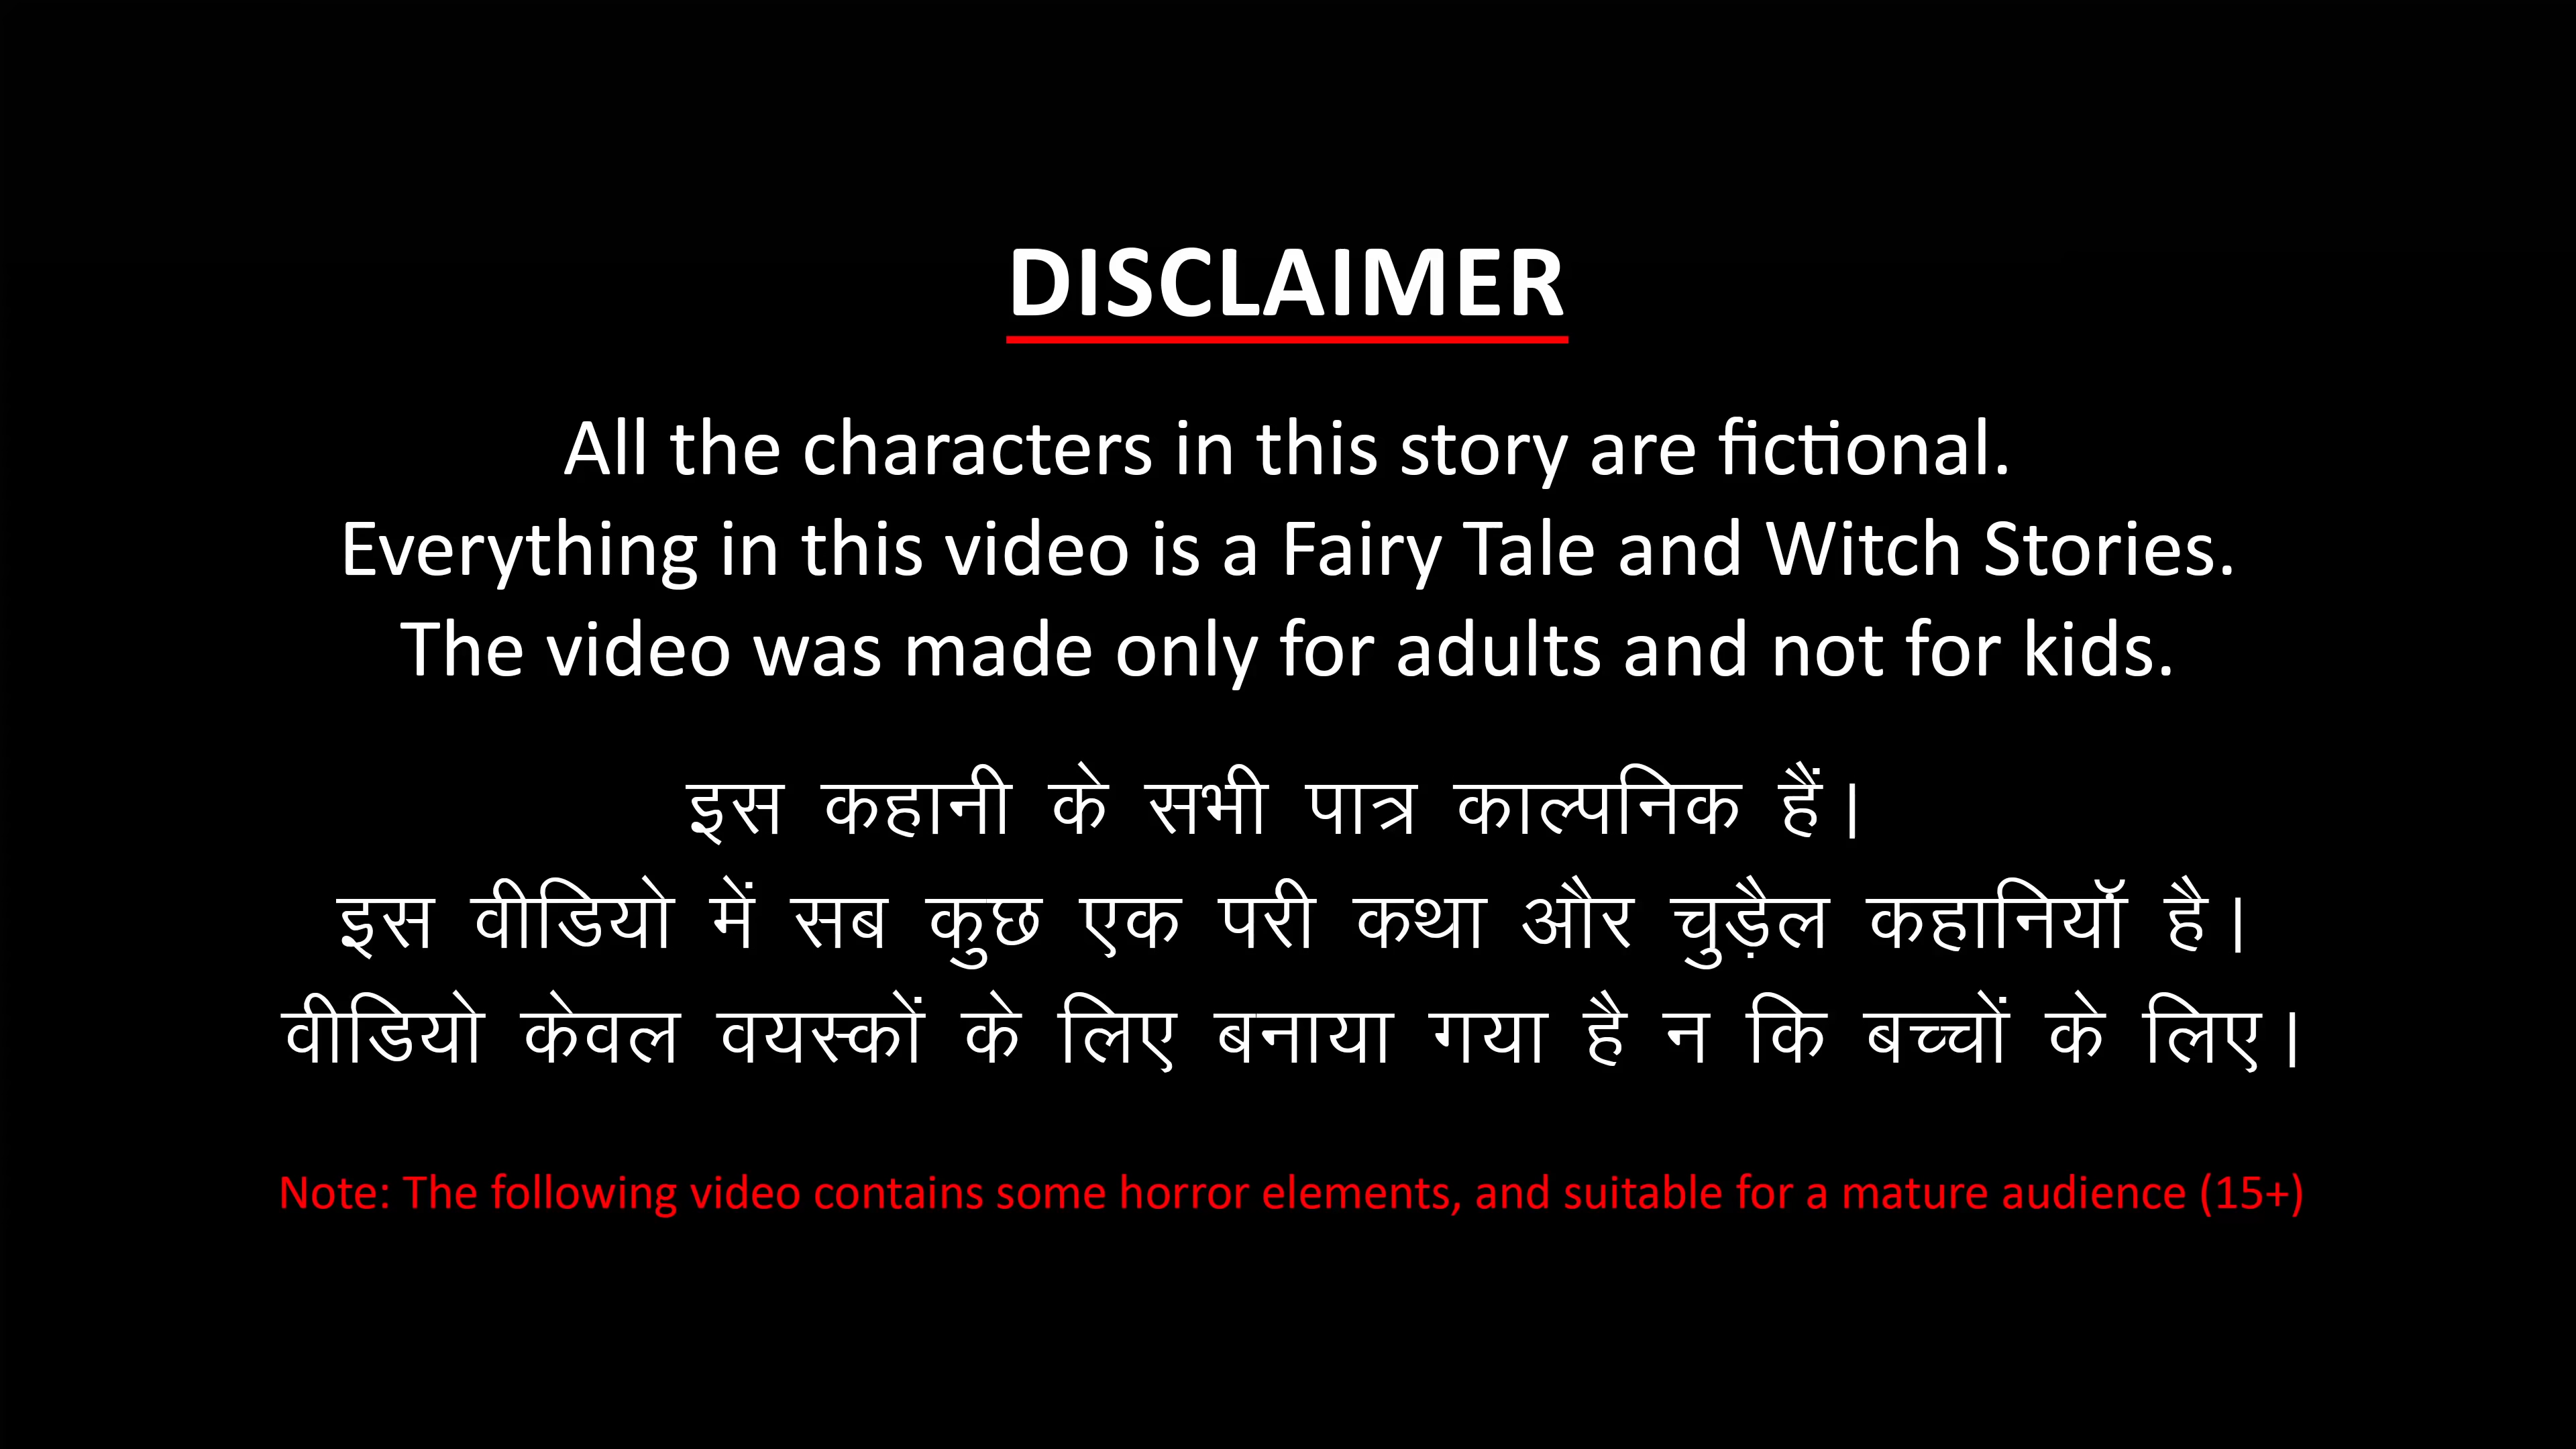 DISCLAIMER
All the characters in this story are fictional.
Everything in this video is a Fairy Tale and Witch Stories.
The video was made only for adults and not for kids.
इस कहानी के सभी पात्र काल्पनिक हैं।
इस वीडियो में सब कुछ एक परी कथा और चुड़ैल कहानियॉ है।
वीडियो केवल वयस्कों के लिए बनाया गया है न कि बच्चों के लिए।
Note: The following video contains some horror elements, and suitable for a mature audience (15+)